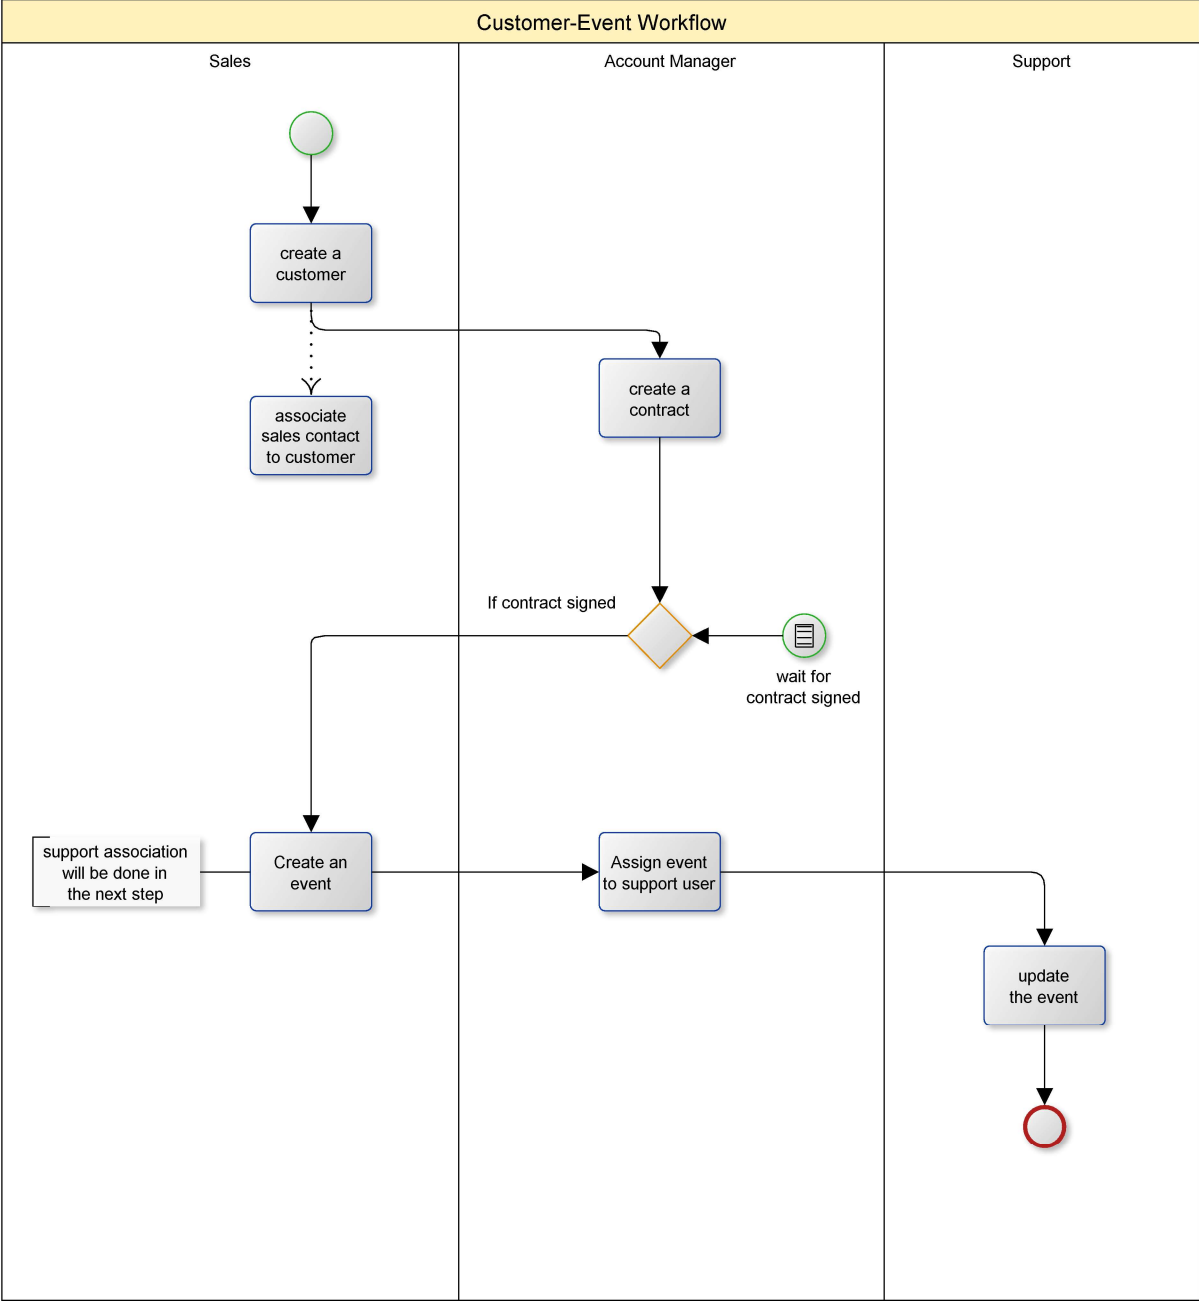 Customer-Event Workflow
Sales
Account Manager
Support
create a
customer
create a
contract
associate
sales contact
to customer
If contract signed
wait for
contract signed
support association
will be done in
the next step
Create an
event
Assign event
to support user
update
the event